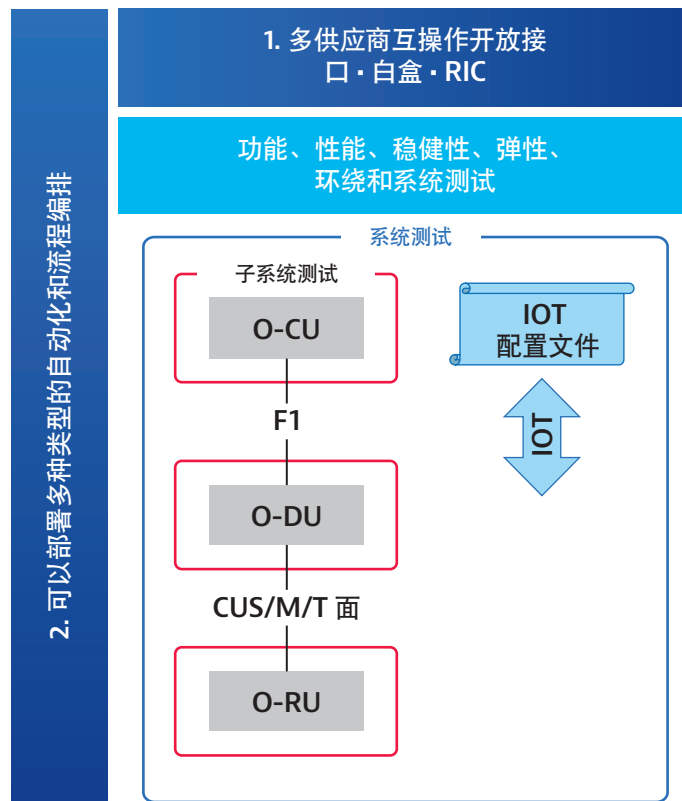 1. 多供应商互操作开放接
口 · 白盒 · RIC
功能、性能、稳健性、弹性、
环绕和系统测试
2. 可以部署多种类型的自动化和流程编排
系统测试
子系统测试
O-CU
IOT
配置文件
F1
IOT
O-DU
CUS/M/T 面
O-RU